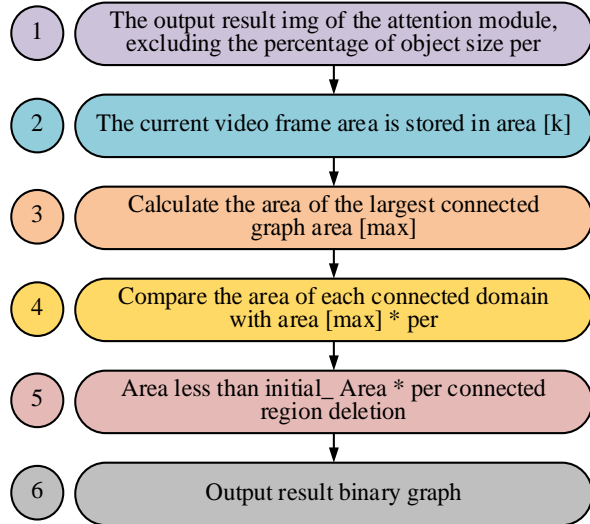 1
The output result img of the attention module,
excluding the percentage of object size per
2
The current video frame area is stored in area [k]
3
Calculate the area of the largest connected
graph area [max]
4
Compare the area of each connected domain
with area [max] * per
5
Area less than initial_ Area * per connected
region deletion
6
Output result binary graph